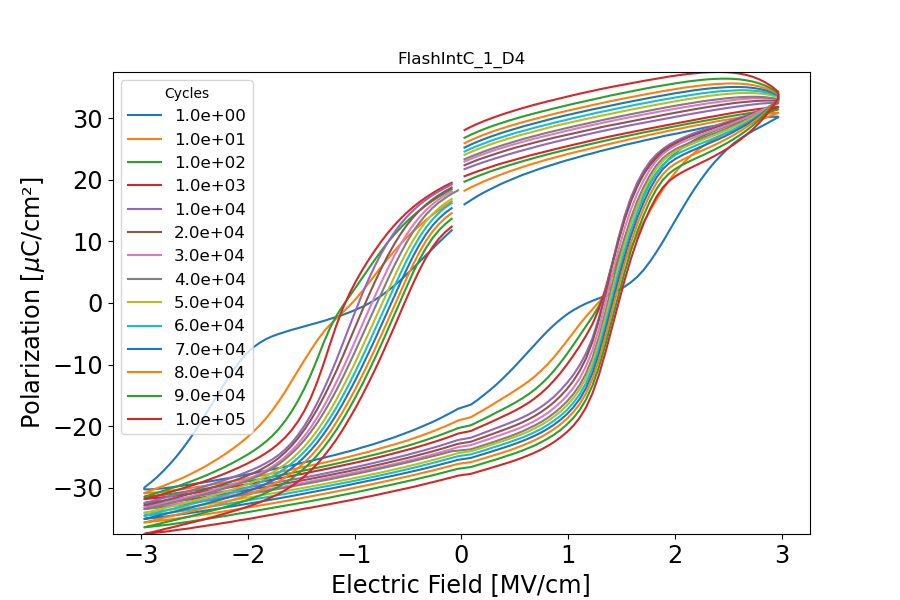 FlashIntC_1_D4
Cycles
1.0e+00
1.0e+01
1.0e+02
1.0e+03
1.0e+04
2.0e+04
3.0e+04
4.0e+04
5.0e+04
6.0e+04
7.0e+04
8.0e+04
9.0e+04
1.0e+05
30
20
10
0
−10
−20
−30
Polarization [μC/cm²]
−3 −2 −1 0 1 2 3
Electric Field [MV/cm]